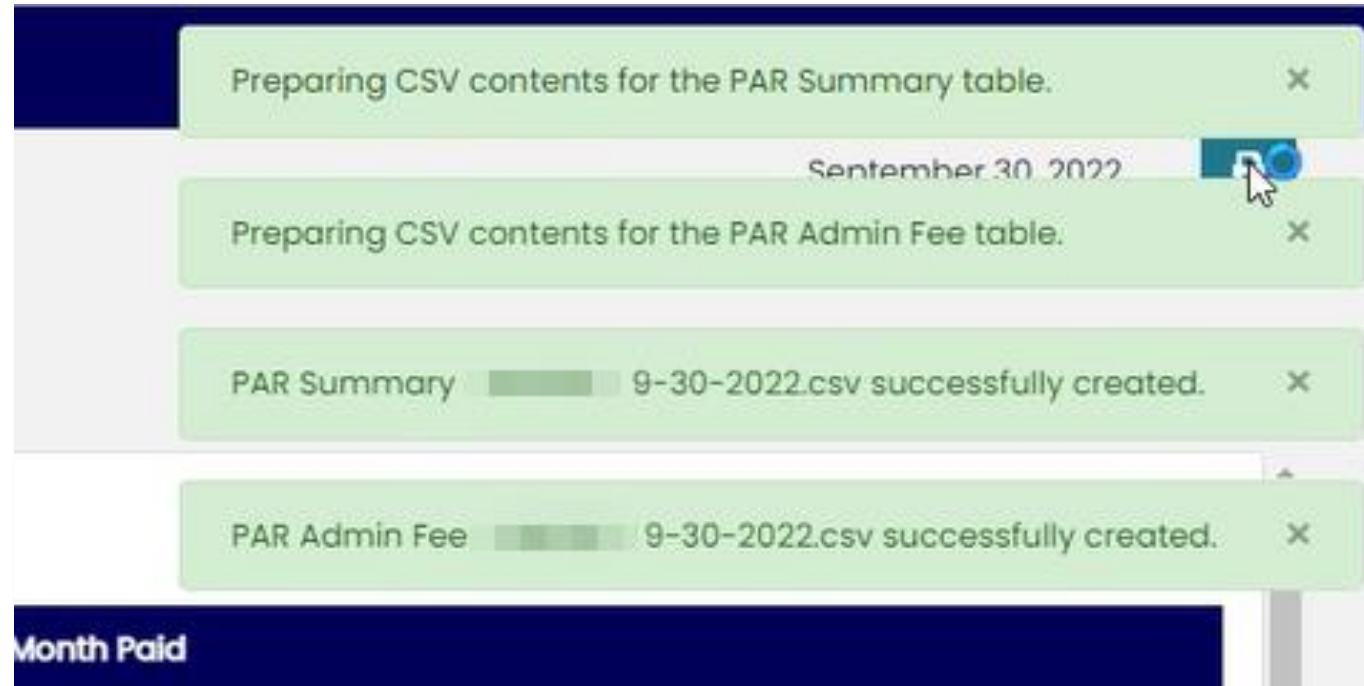 Preparing CSV contents for the PAR Summary table.
September 30, 2022
Preparing CSV contents for the PAR Admin Fee table.
PAR Summary 9-30-2022.csv successfully created.
PAR Admin Fee 9-30-2022.csv successfully created.
Month Paid